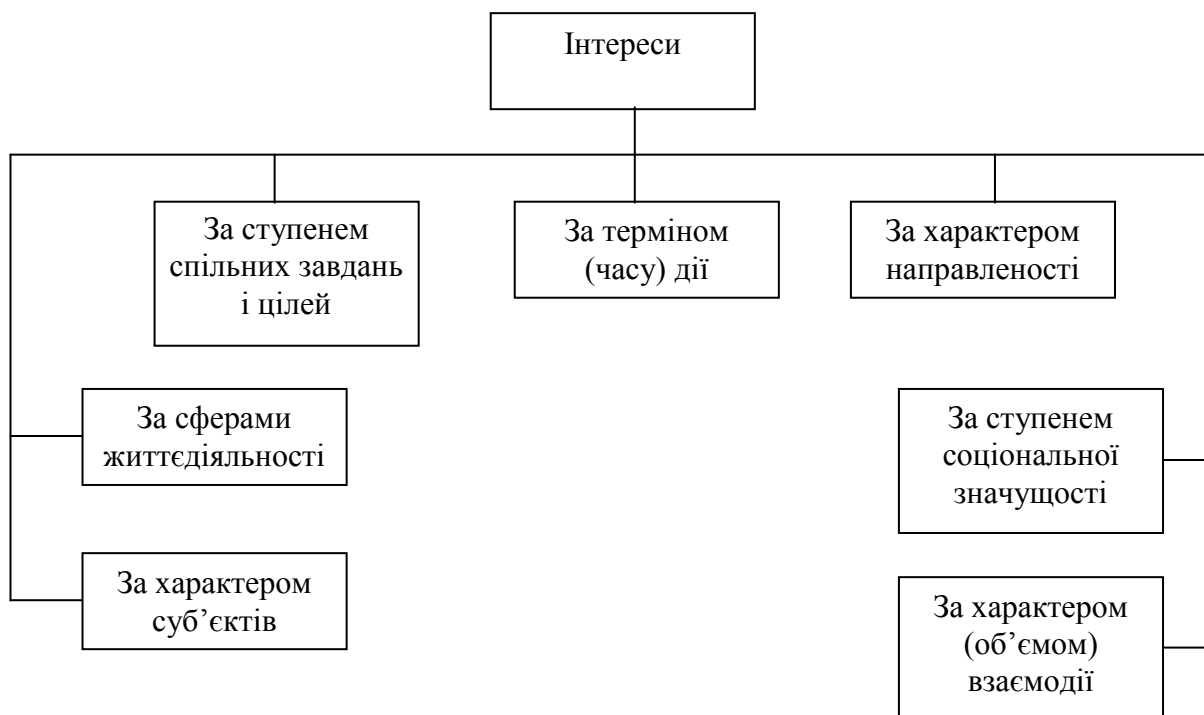 Інтереси
За ступенем
спільних завдань
і цілей
За терміном
(часу) дії
За характером
направленості
За сферами
життєдіяльності
За ступенем
соціональної
значущості
За характером
суб’єктів
За характером
(об’ємом)
взаємодії